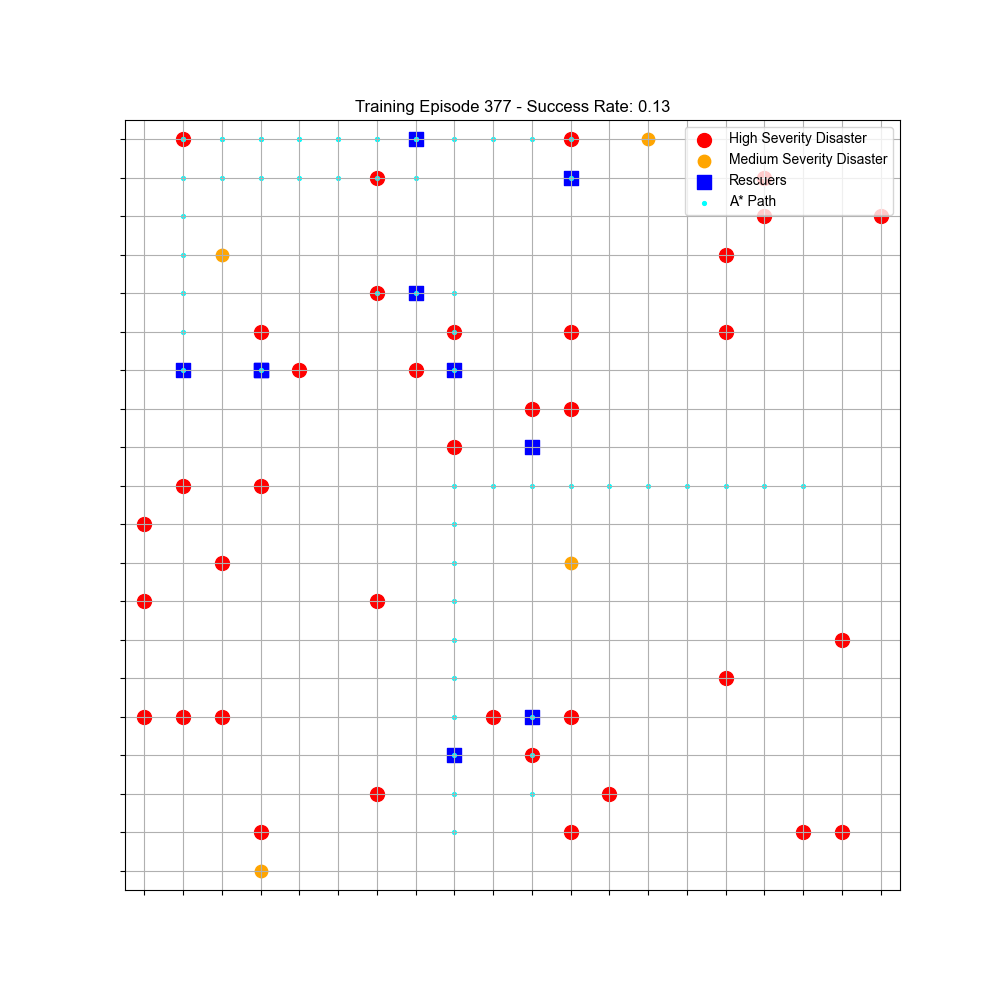 Training Episode 377 - Success Rate: 0.13
High Severity Disaster
Medium Severity Disaster
Rescuers
A* Path